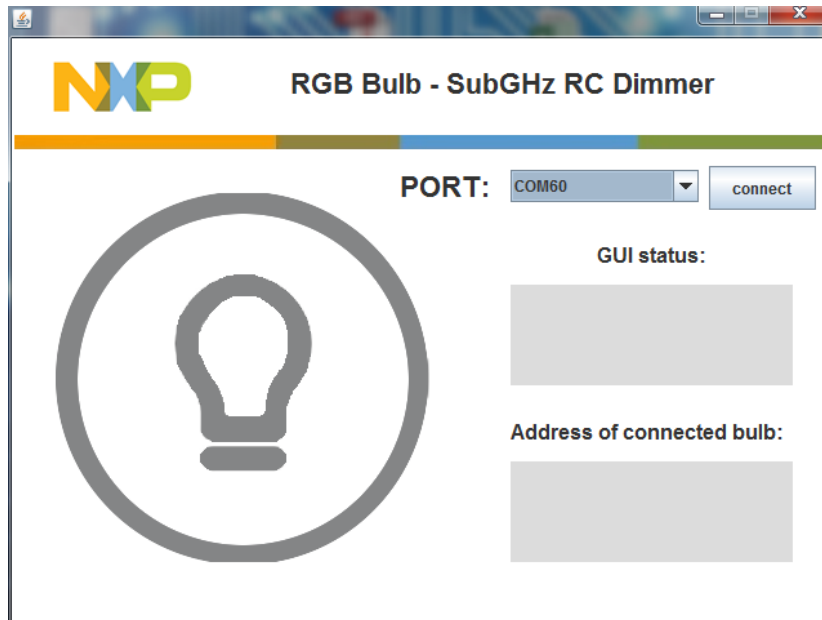 NXP
RGB Bulb - SubGHz RC Dimmer
PORT:
COM60
connect
GUI status:
Address of connected bulb: